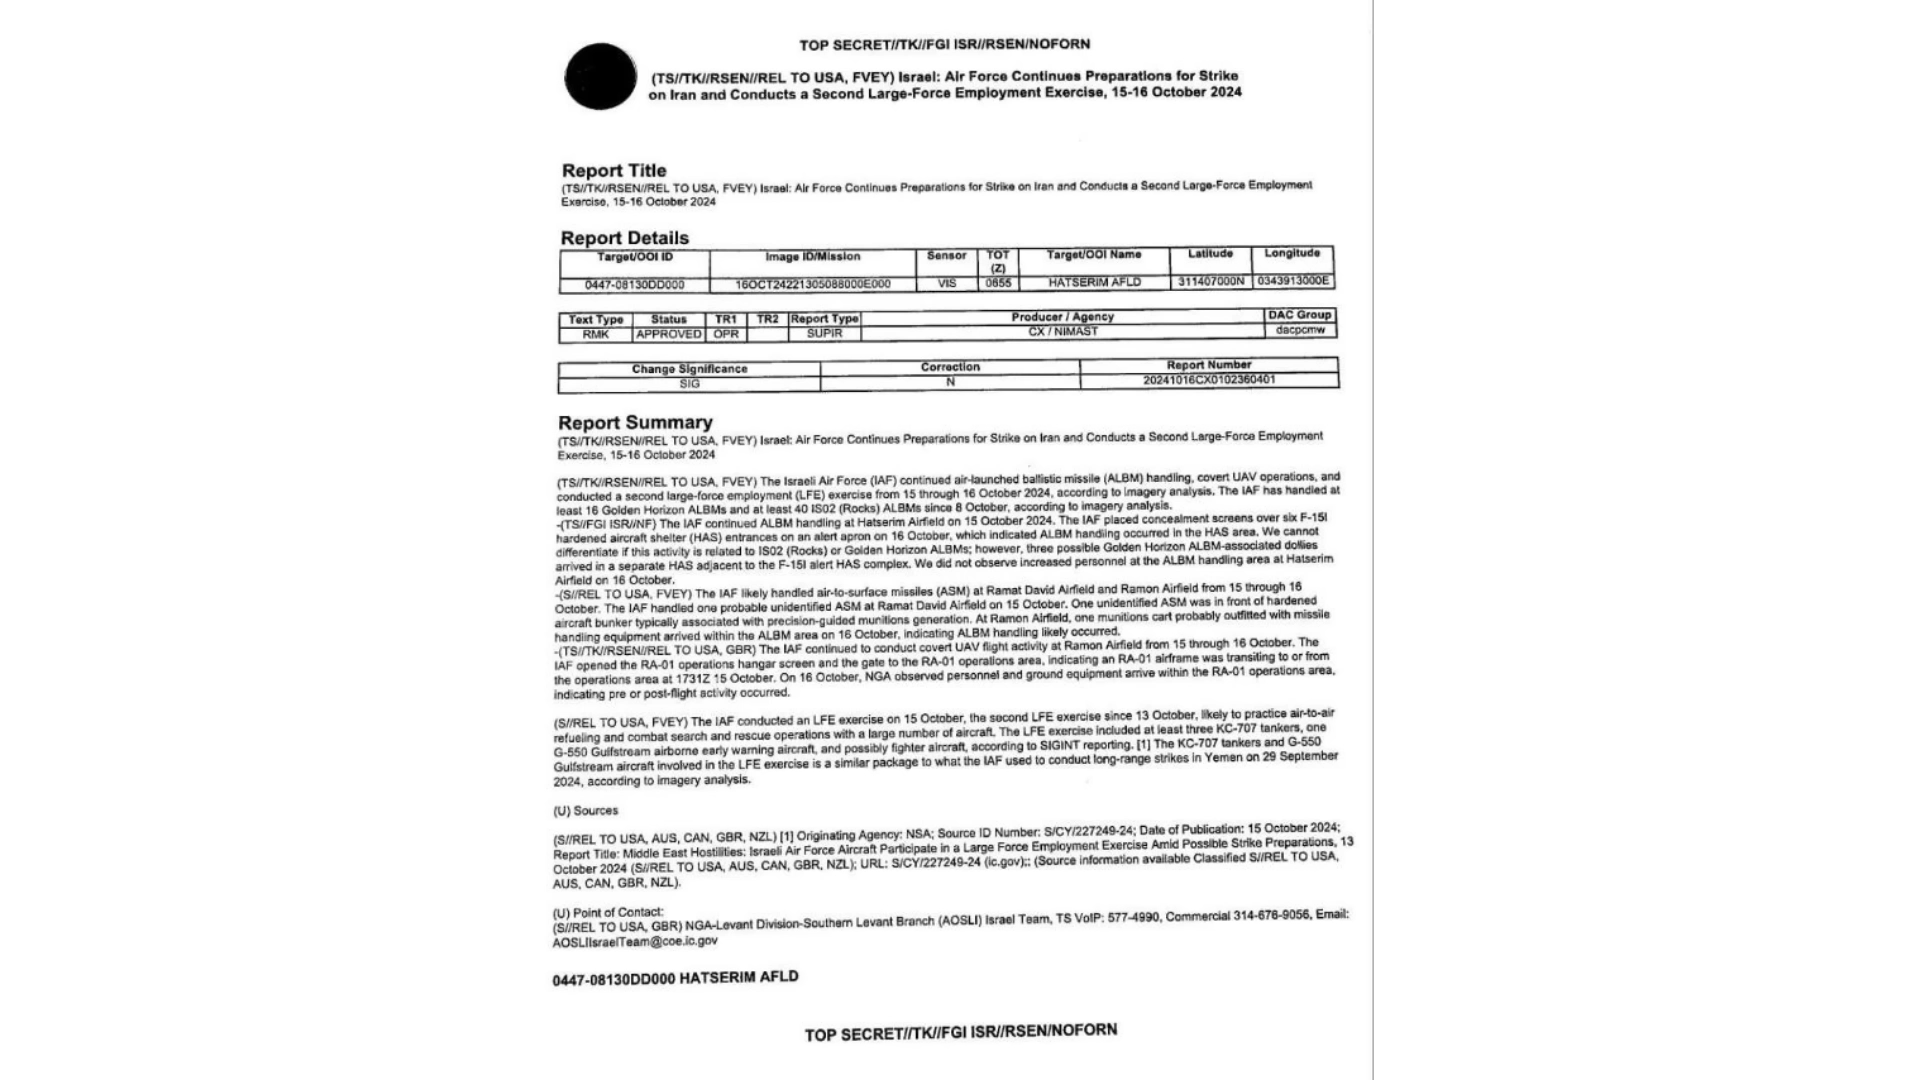 TOP SECRET//TK//FGI ISR//RSEN/NOFORN
(TS//TK//RSEN//REL TO USA, FVEY) Israel: Air Force Continues Preparations for Strike
on Iran and Conducts a Second Large-Force Employment Exercise, 15-16 October 2024
Report Title
(TS//TK//RSEN//REL TO USA, FVEY) Israel: Air Force Continues Preparations for Strike on Iran and Conducts a Second Large-Force Employment
Exercise, 15-16 October 2024
Report Details
Target/OOI ID Image ID/Mission Sensor TOT (Z) Target/OOI Name Latitude Longitude
0447-08130DD000 16OCT24221305088000E000 VIS 0655 HATSERIM AFLD 311407000N 0343913000E
Text Type Status TR1 TR2 Report Type Producer / Agency DAC Group
RMK APPROVED OPR SUPIR CX / NIMAST dacpcmw
Change Significance Correction Report Number
SIG N 20241016CX0102360401
Report Summary
(TS//TK//RSEN//REL TO USA, FVEY) Israel: Air Force Continues Preparations for Strike on Iran and Conducts a Second Large-Force Employment
Exercise, 15-16 October 2024
(TS//TK//RSEN//REL TO USA, FVEY) The Israeli Air Force (IAF) continued air-launched ballistic missile (ALBM) handling, covert UAV operations, and
conducted a second large-force employment (LFE) exercise from 15 through 16 October 2024, according to imagery analysis. The IAF has handled at
least 16 Golden Horizon ALBMs and at least 40 IS02 (Rocks) ALBMs since 8 October, according to imagery analysis.
-(TS//FGI ISR//NF) The IAF continued ALBM handling at Hatserim Airfield on 15 October 2024. The IAF placed concealment screens over six F-15I
hardened aircraft shelter (HAS) entrances on an alert apron on 16 October, which indicated ALBM handling occurred in the HAS area. We cannot
differentiate if this activity is related to IS02 (Rocks) or Golden Horizon ALBMs; however, three possible Golden Horizon ALBM-associated dollies
arrived in a separate HAS adjacent to the F-15I alert HAS complex. We did not observe increased personnel at the ALBM handling area at Hatserim
Airfield on 16 October.
-(S//REL TO USA, FVEY) The IAF likely handled air-to-surface missiles (ASM) at Ramat David Airfield and Ramon Airfield from 15 through 16
October. The IAF handled one probable unidentified ASM at Ramat David Airfield on 15 October. One unidentified ASM was in front of hardened
aircraft bunker typically associated with precision-guided munitions generation. At Ramon Airfield, one munitions cart probably outfitted with missile
handling equipment arrived within the ALBM area on 16 October, indicating ALBM handling likely occurred.
-(TS//TK//RSEN//REL TO USA, GBR) The IAF continued to conduct covert UAV flight activity at Ramon Airfield from 15 through 16 October. The
IAF opened the RA-01 operations hangar screen and the gate to the RA-01 operations area, indicating an RA-01 airframe was transiting to or from
the operations area at 1731Z 15 October. On 16 October, NGA observed personnel and ground equipment arrive within the RA-01 operations area,
indicating pre or post-flight activity occurred.
(S//REL TO USA, FVEY) The IAF conducted an LFE exercise on 15 October, the second LFE exercise since 13 October, likely to practice air-to-air
refueling and combat search and rescue operations with a large number of aircraft. The LFE exercise included at least three KC-707 tankers, one
G-550 Gulfstream airborne early warning aircraft, and possibly fighter aircraft, according to SIGINT reporting. [1] The KC-707 tankers and G-550
Gulfstream aircraft involved in the LFE exercise is a similar package to what the IAF used to conduct long-range strikes in Yemen on 29 September
2024, according to imagery analysis.
(U) Sources
(S//REL TO USA, AUS, CAN, GBR, NZL) [1] Originating Agency: NSA; Source ID Number: S/CY/227249-24; Date of Publication: 15 October 2024;
Report Title: Middle East Hostilities: Israeli Air Force Aircraft Participate in a Large Force Employment Exercise Amid Possible Strike Preparations, 13
October 2024 (S//REL TO USA, AUS, CAN, GBR, NZL); URL: S/CY/227249-24 (ic.gov);; (Source information available Classified S//REL TO USA,
AUS, CAN, GBR, NZL).
(U) Point of Contact:
(S//REL TO USA, GBR) NGA-Levant Division-Southern Levant Branch (AOSLI) Israel Team, TS VoIP: 577-4990, Commercial 314-676-9056, Email:
AOSLIIsraelTeam@coe.ic.gov
0447-08130DD000 HATSERIM AFLD
TOP SECRET//TK//FGI ISR//RSEN/NOFORN